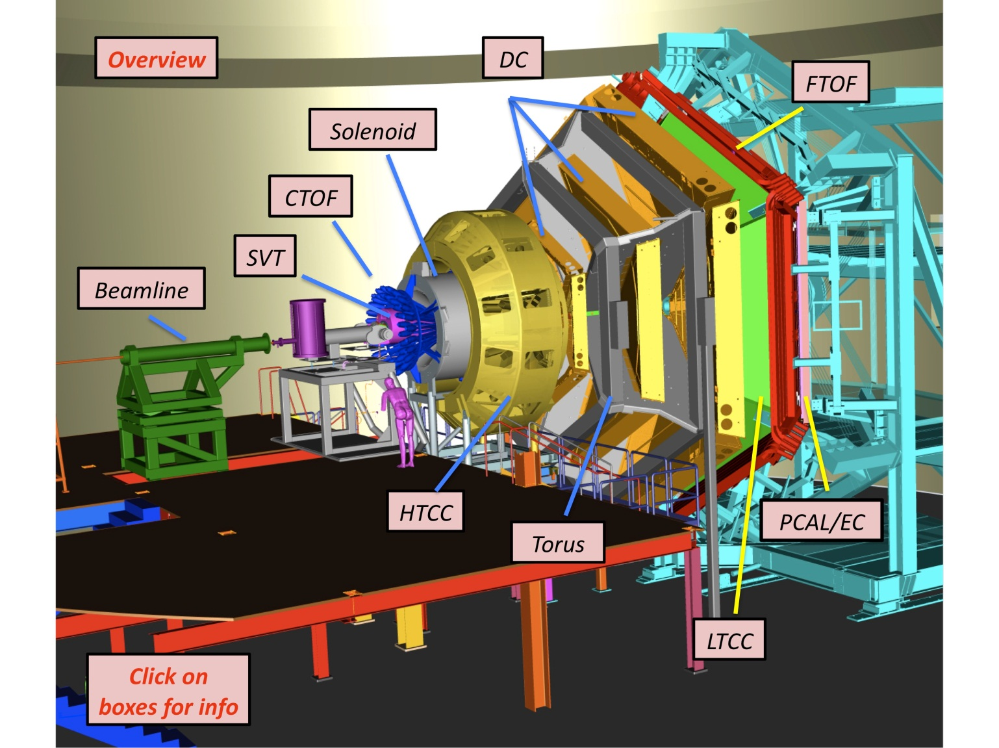 Overview
DC
FTOF
Solenoid
CTOF
SVT
Beamline
HTCC
Torus
PCAL/EC
LTCC
Click on
boxes for info